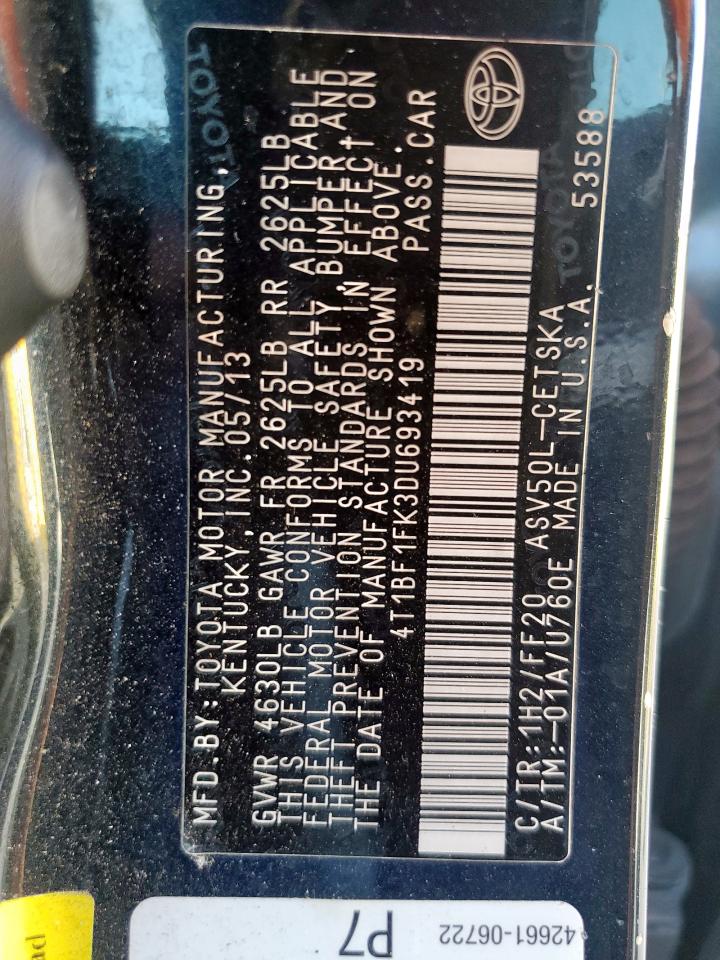 MFD.BY:TOYOTA MOTOR MANUFACTURING,
KENTUCKY, INC. 05/13
GVWR 4630LB GAWR FR 2625LB RR 2625LB
THIS VEHICLE CONFORMS TO ALL APPLICABLE
FEDERAL MOTOR VEHICLE SAFETY, BUMPER, AND
THEFT PREVENTION STANDARDS IN EFFECT ON
THE DATE OF MANUFACTURE SHOWN ABOVE.
4T1BF1FK3DU693419 PASS.CAR
C/TR:1H2/FF20 ASV50L-CETSKA
A/TM:-01A/U760E MADE IN U.S.A. 53588
TOYOTA
TOYOTA
P7
42661-06722